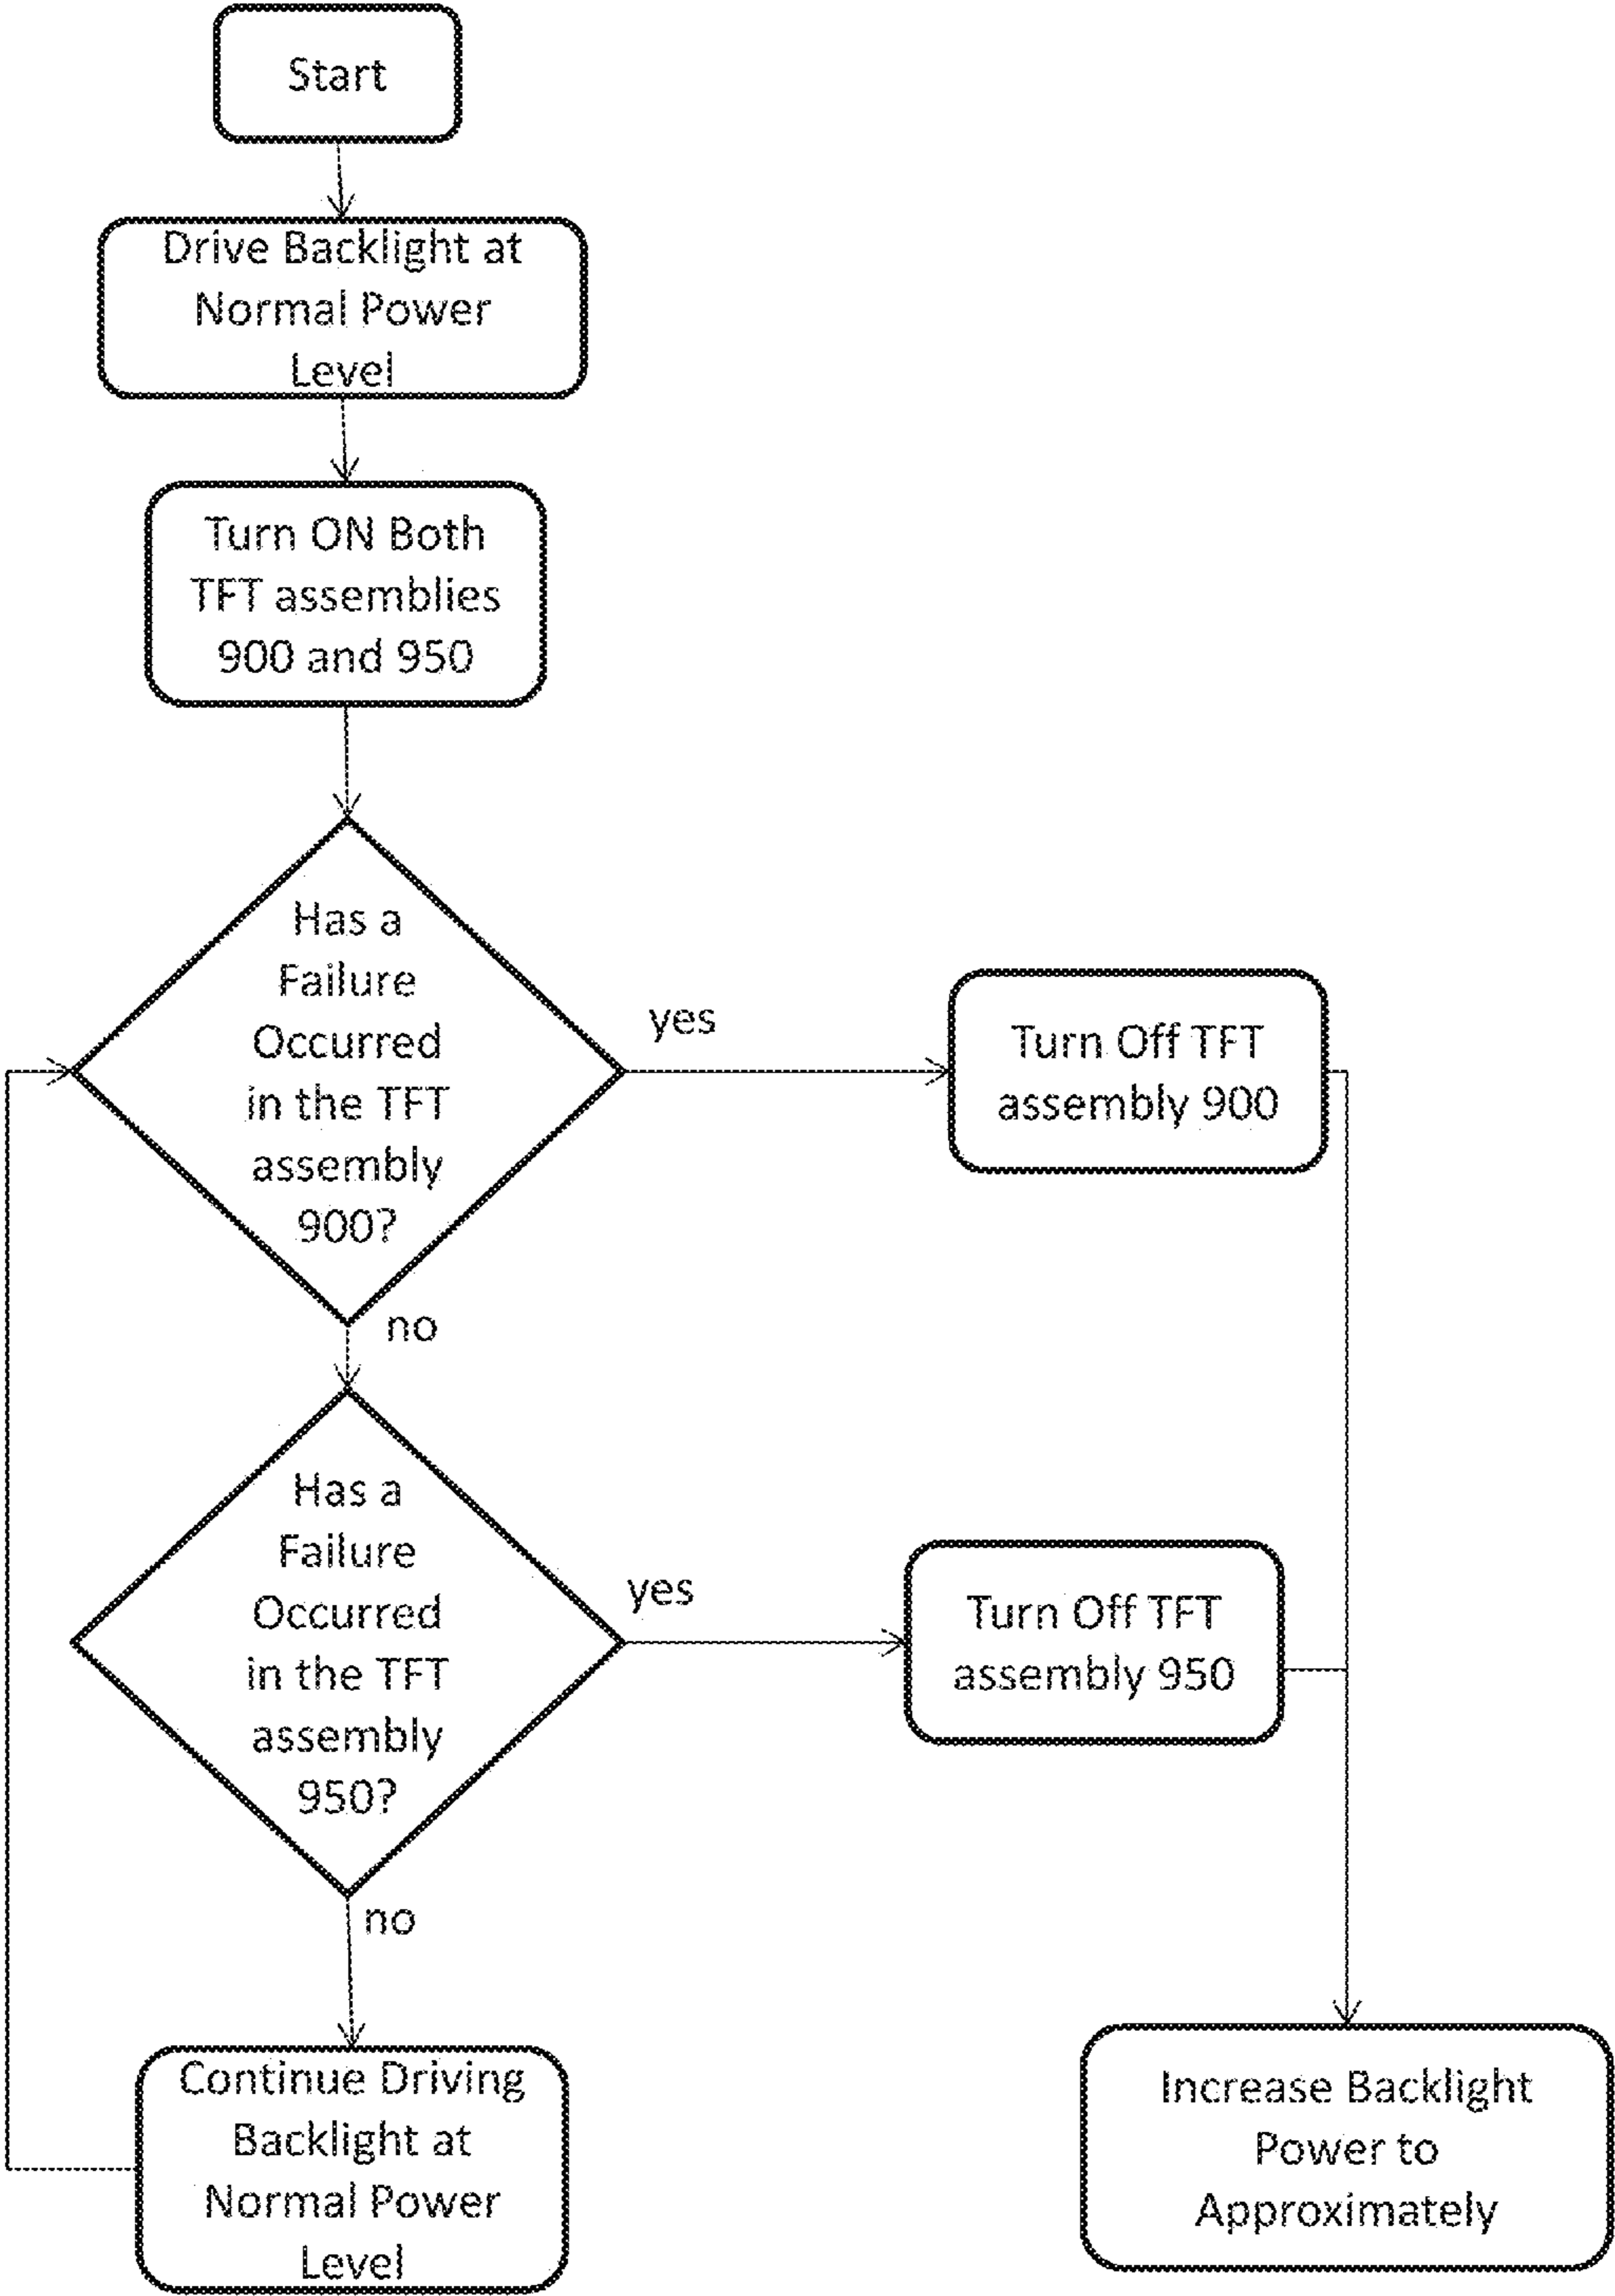 Start
Drive Backlight at
Normal Power
Level
Turn ON Both
TFT assemblies
900 and 950
Has a
Failure
Occurred
in the TFT
assembly
900?
yes
Turn Off TFT
assembly 900
no
Has a
Failure
Occurred
in the TFT
assembly
950?
yes
Turn Off TFT
assembly 950
no
Continue Driving
Backlight at
Normal Power
Level
Increase Backlight
Power to
Approximately